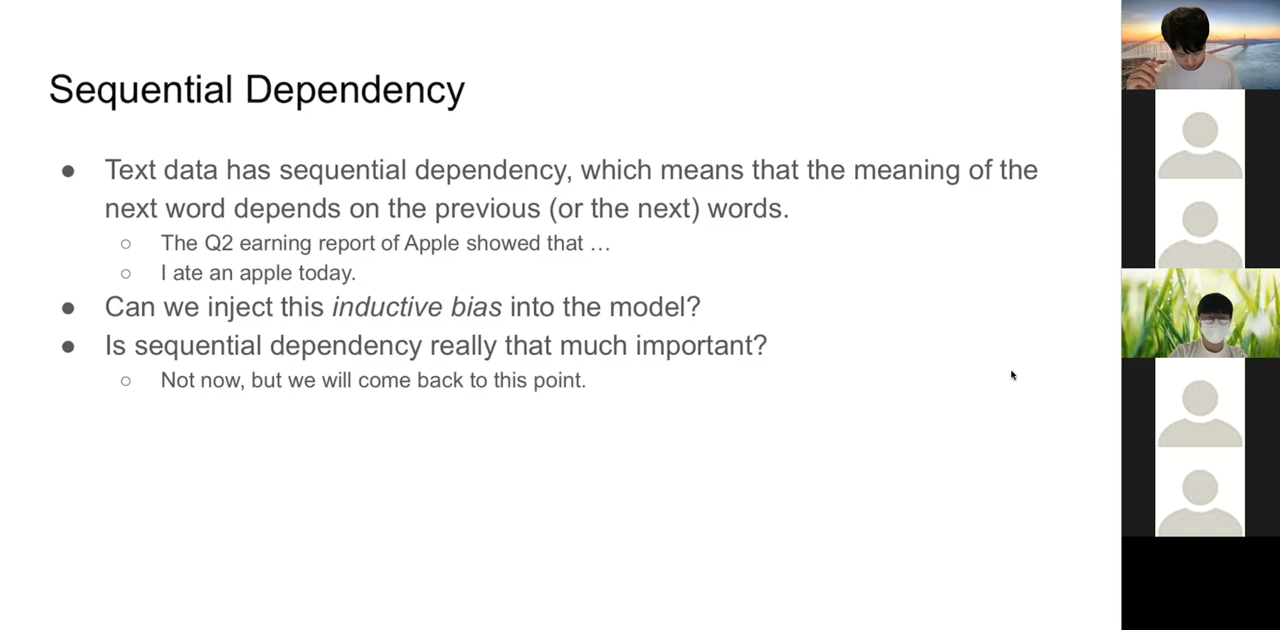 Sequential Dependency
● Text data has sequential dependency, which means that the meaning of the
next word depends on the previous (or the next) words.
○ The Q2 earning report of Apple showed that …
○ I ate an apple today.
● Can we inject this inductive bias into the model?
● Is sequential dependency really that much important?
○ Not now, but we will come back to this point.